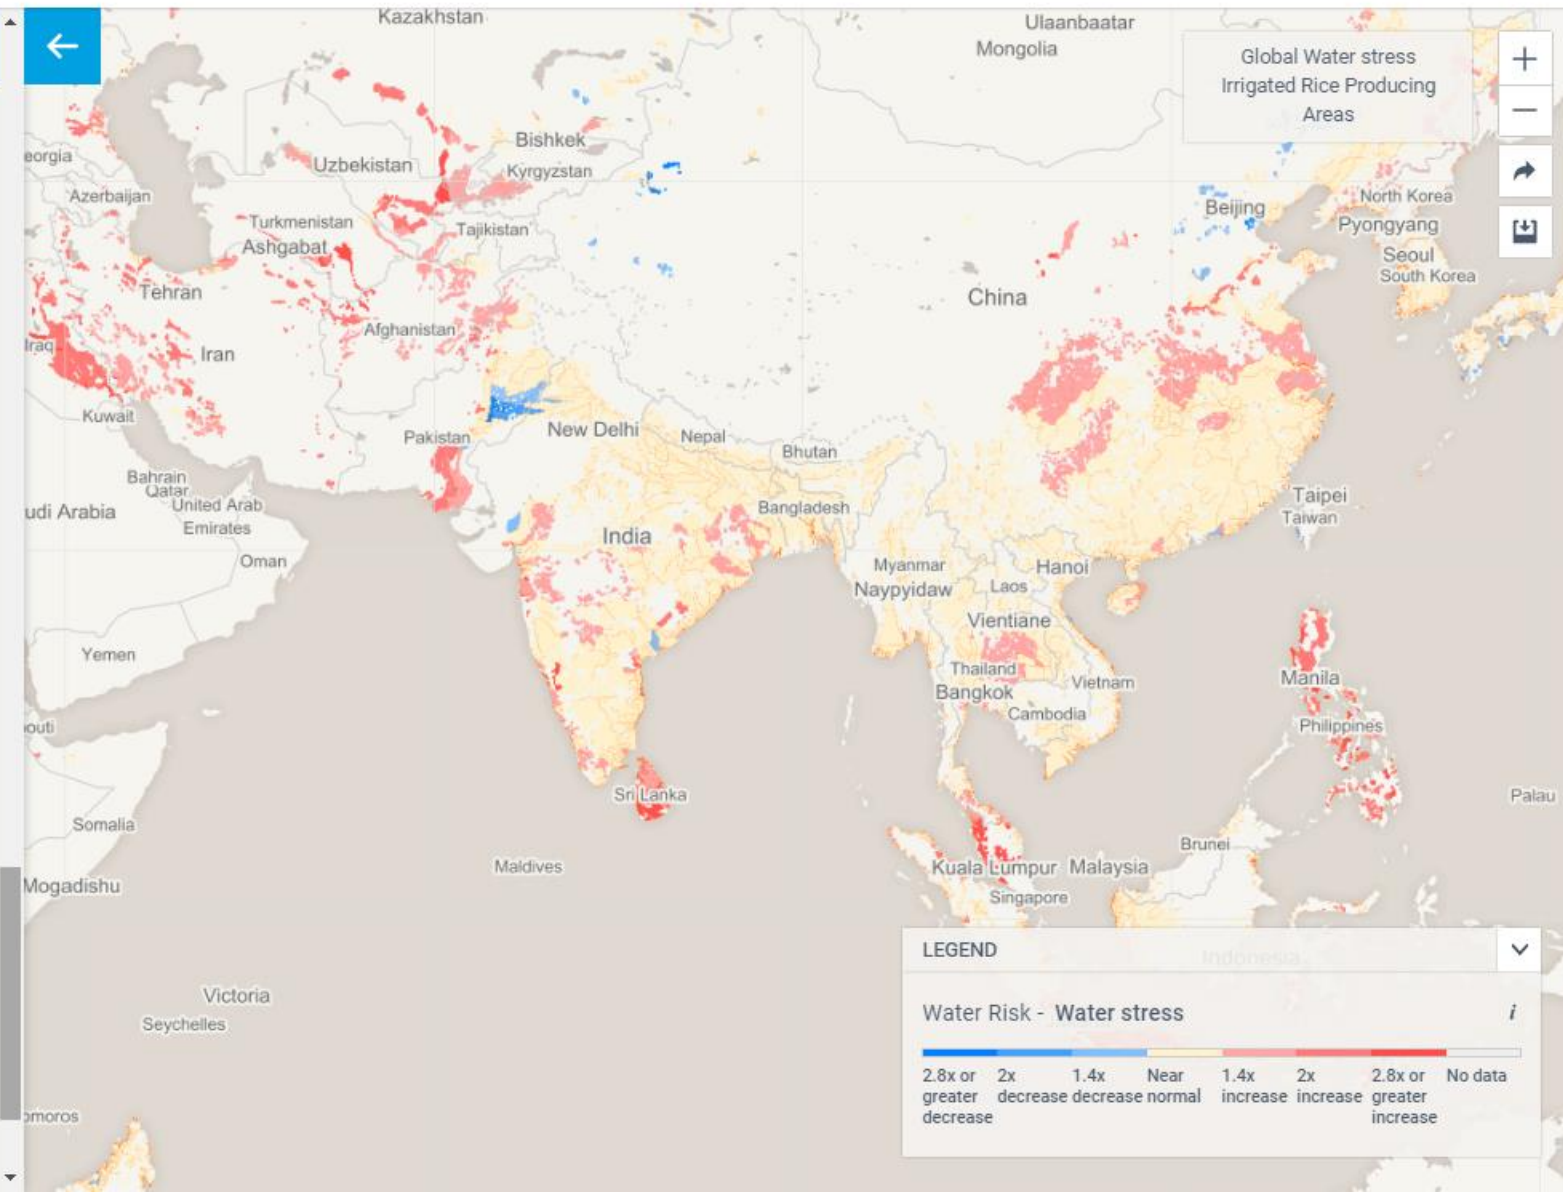 Kazakhstan
Ulaanbaatar
Mongolia
Global Water stress
Irrigated Rice Producing
Areas
Bishkek
Kyrgyzstan
eorgia
Uzbekistan
Azerbaijan
North Korea
Beijing
Pyongyang
Turkmenistan
Tajikistan
Ashgabat
Seoul
South Korea
Tehran
China
Afghanistan
Iraq
Iran
Kuwait
Pakistan
New Delhi
Nepal
Bhutan
Bahrain
Qatar
United Arab
Emirates
udi Arabia
Bangladesh
Taipei
Taiwan
India
Oman
Myanmar
Hanoi
Naypyidaw
Laos
Vientiane
Yemen
Thailand
Manila
Bangkok
Vietnam
Cambodia
outi
Philippines
Sri Lanka
Palau
Somalia
Brunei
Maldives
Kuala Lumpur
Malaysia
Mogadishu
Singapore
LEGEND
Indonesia
Victoria
Seychelles
Water Risk - Water stress
i
2.8x or greater decrease
2x decrease
1.4x decrease
Near normal
1.4x increase
2x increase
2.8x or greater increase
No data
omoros